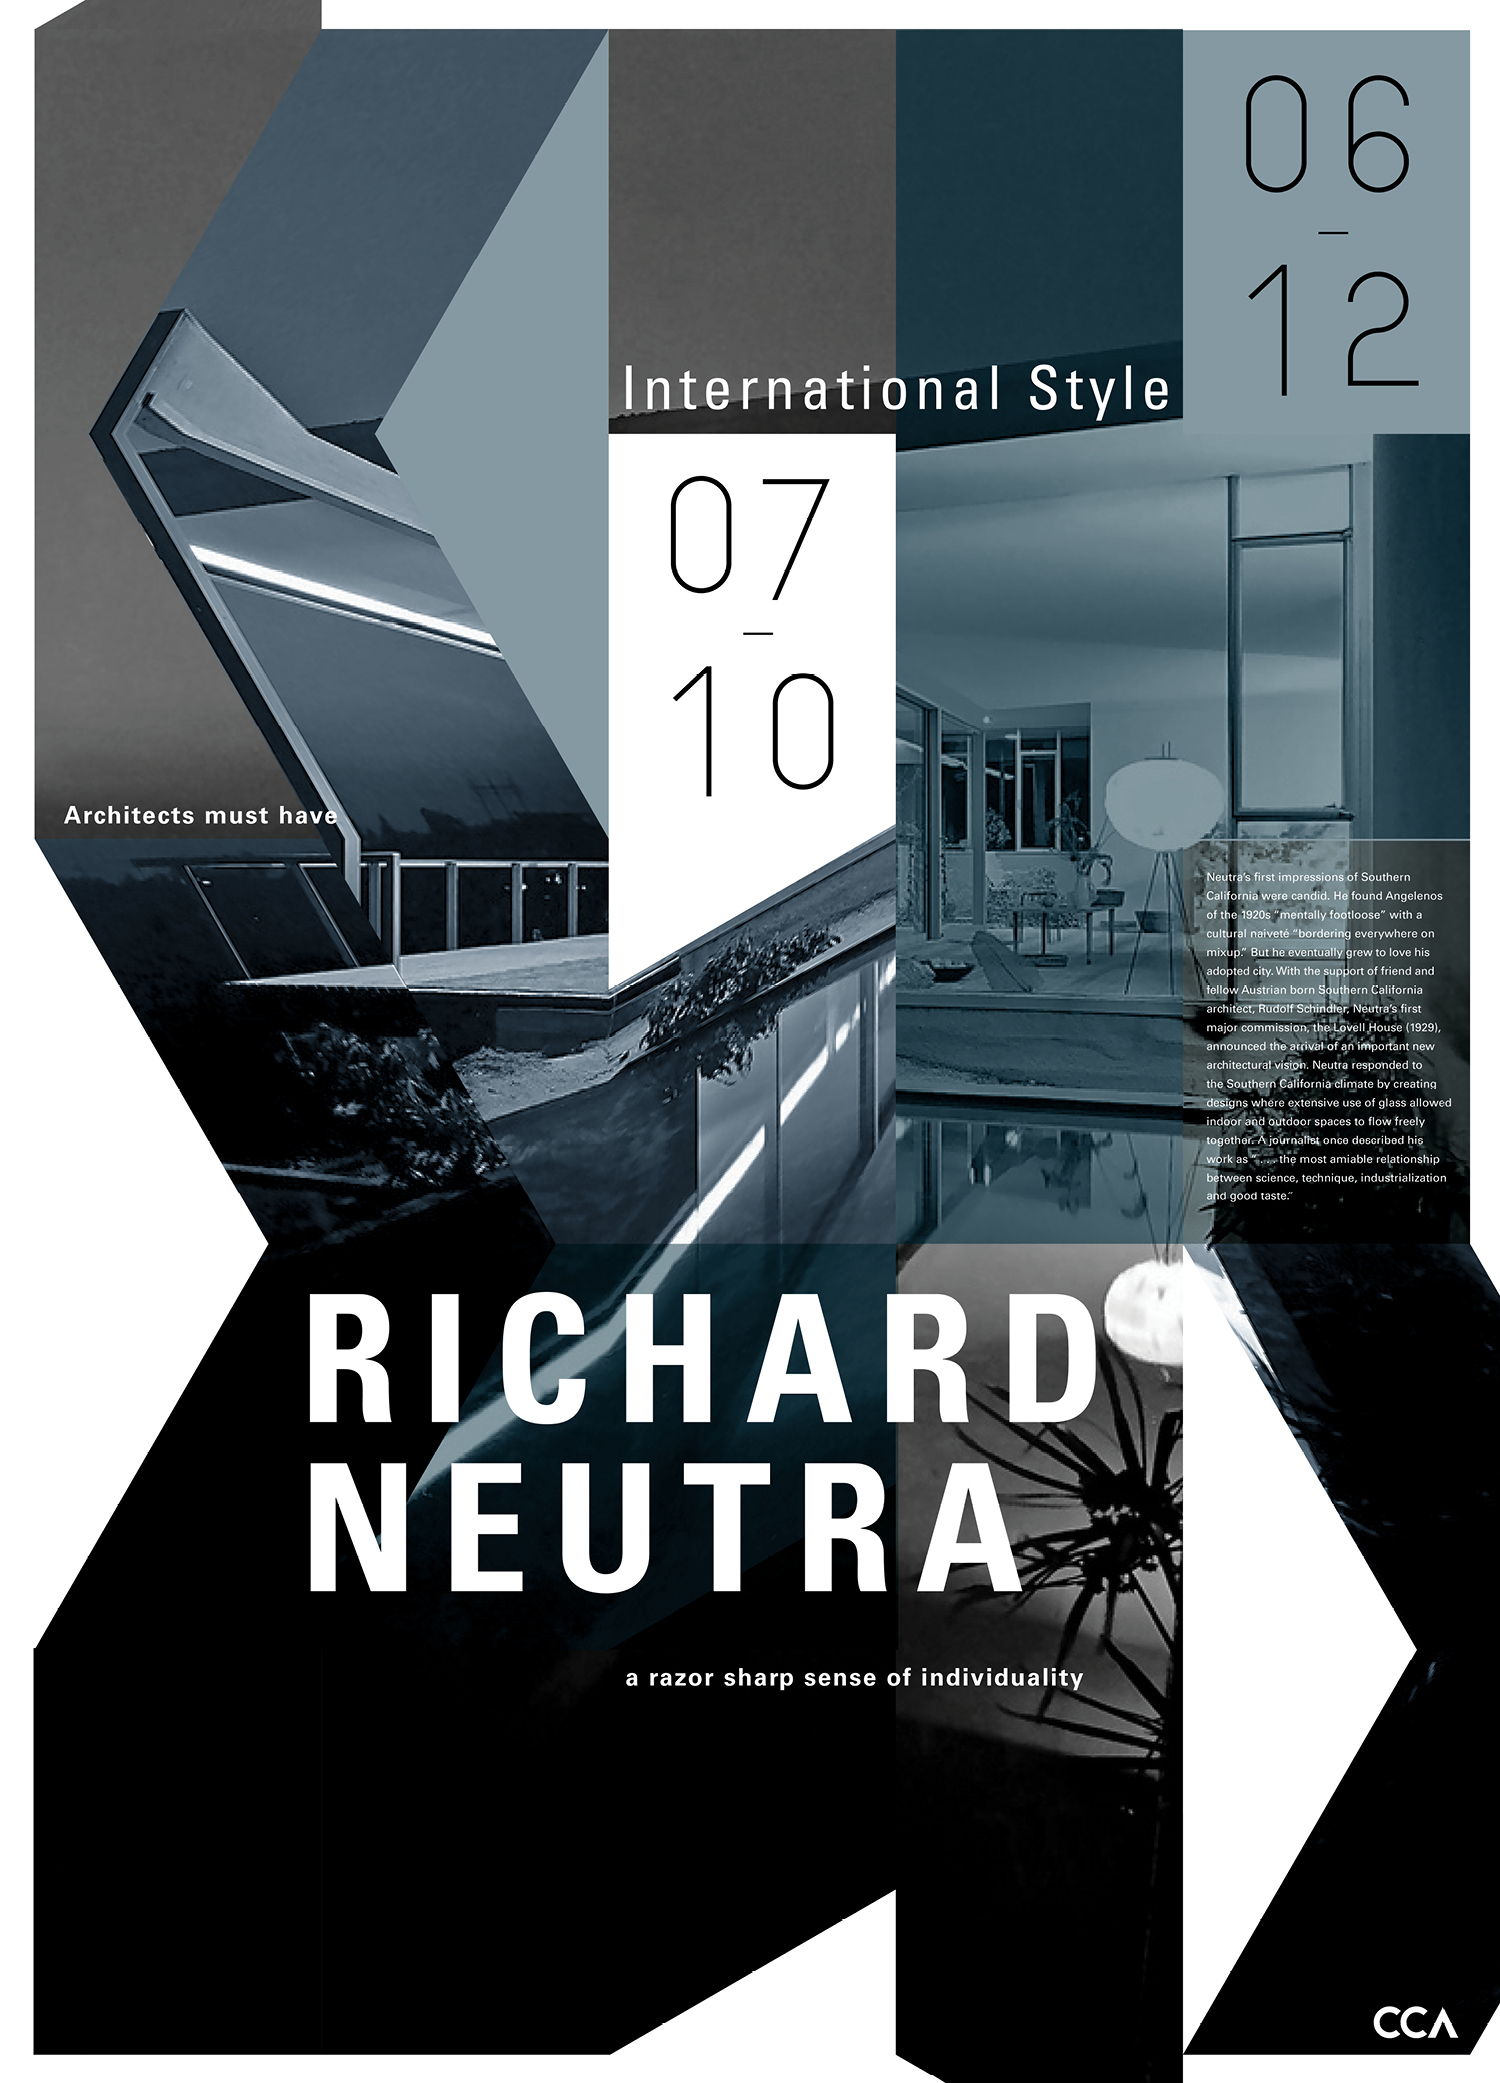 06
–
12
International Style
07
–
10
Architects must have
Neutra’s first impressions of Southern
California were candid. He found Angelenos
of the 1920s “mentally footloose” with a
cultural naiveté “bordering everywhere on
mixup.” But he eventually grew to love his
adopted city. With the support of friend and
fellow Austrian born Southern California
architect, Rudolf Schindler, Neutra’s first
major commission, the Lovell House (1929),
announced the arrival of an important new
architectural vision. Neutra responded to
the Southern California climate by creating
designs where extensive use of glass allowed
indoor and outdoor spaces to flow freely
together. A journalist once described his
work as “ . . . the most amiable relationship
between science, technique, industrialization
and good taste.”
RICHARD
NEUTRA
a razor sharp sense of individuality
CCA